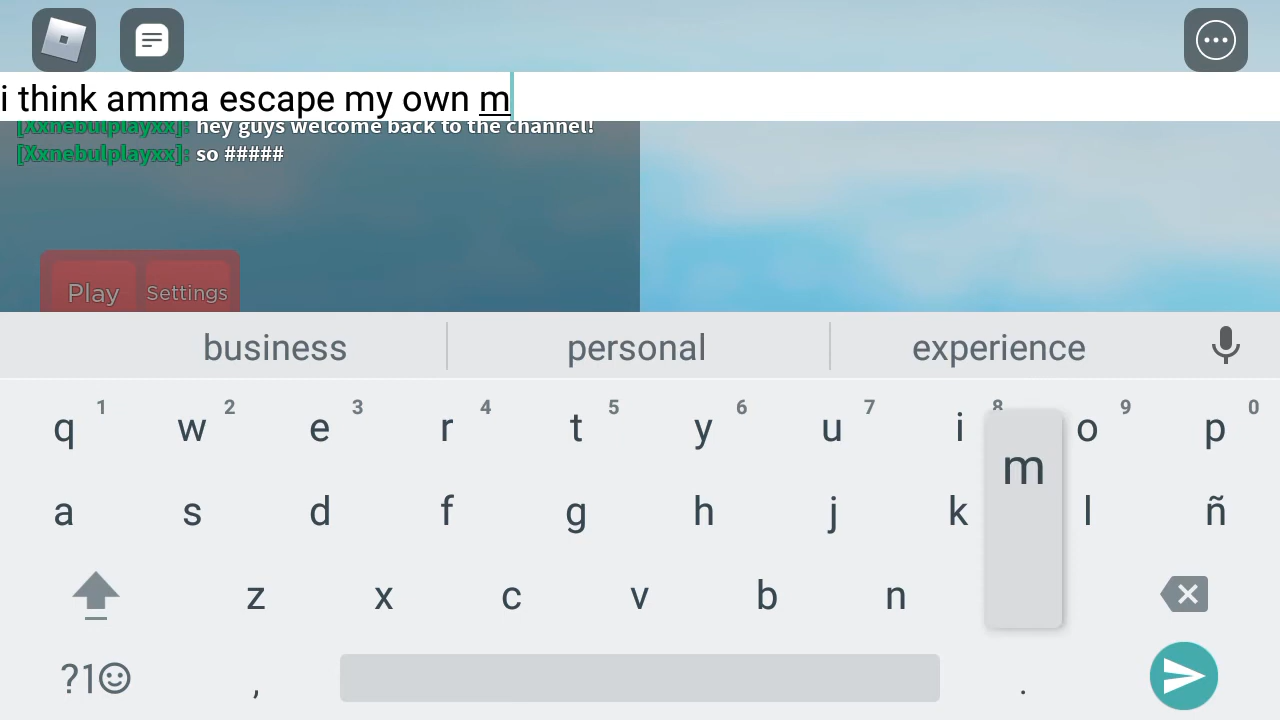 i think amma escape my own m
[Xxnebulplayxx]: hey guys welcome back to the channel!
[Xxnebulplayxx]: so #####
Play Settings
business personal experience
1 2 3 4 5 6 7 8 9 0
q w e r t y u i o p
m
a s d f g h j k l ñ
z x c v b n
?1 , .